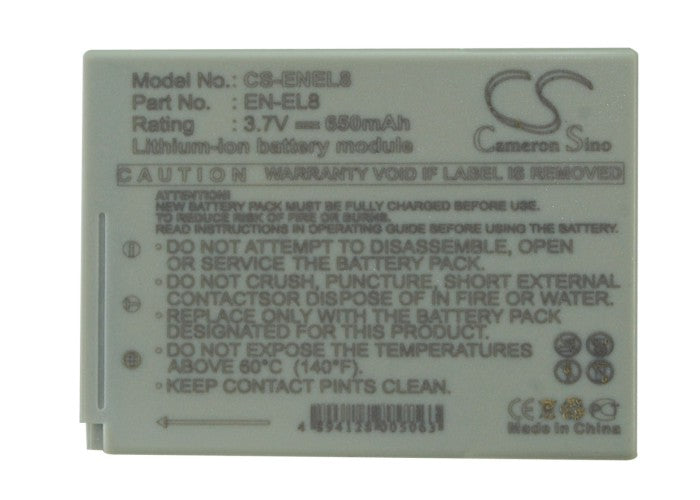 Model No.: CS-ENEL8
Part No.: EN-EL8
Rating : 3.7V ⎓ 650mAh
Lithium-ion battery module
CS
Cameron Sino
CAUTION WARRANTY VOID IF LABEL IS REMOVED
ATTENTION!
NEW BATTERY PACK MUST BE CHARGED BEFORE USE.
TO REDUCE RISK OF FIRE OR BURNS.
READ INSTRUCTIONS IN OPERATING GUIDE BEFORE USING BATTERY.
• DO NOT ATTEMPT TO DISASSEMBLE, OPEN
OR SERVICE THE BATTERY PACK.
• DO NOT CRUSH, PUNCTURE, SHORT EXTERNAL
CONTACTSOR DISPOSE OF IN FIRE OR WATER.
• REPLACE ONLY WITH THE BATTERY PACK
DESIGNATED FOR THIS PRODUCT.
• DO NOT EXPOSE TO TEMPERATURES
ABOVE 60°C (140°F).
• KEEP CONTACT PINTS CLEAN.
4 894128 005063
CE
Made In China